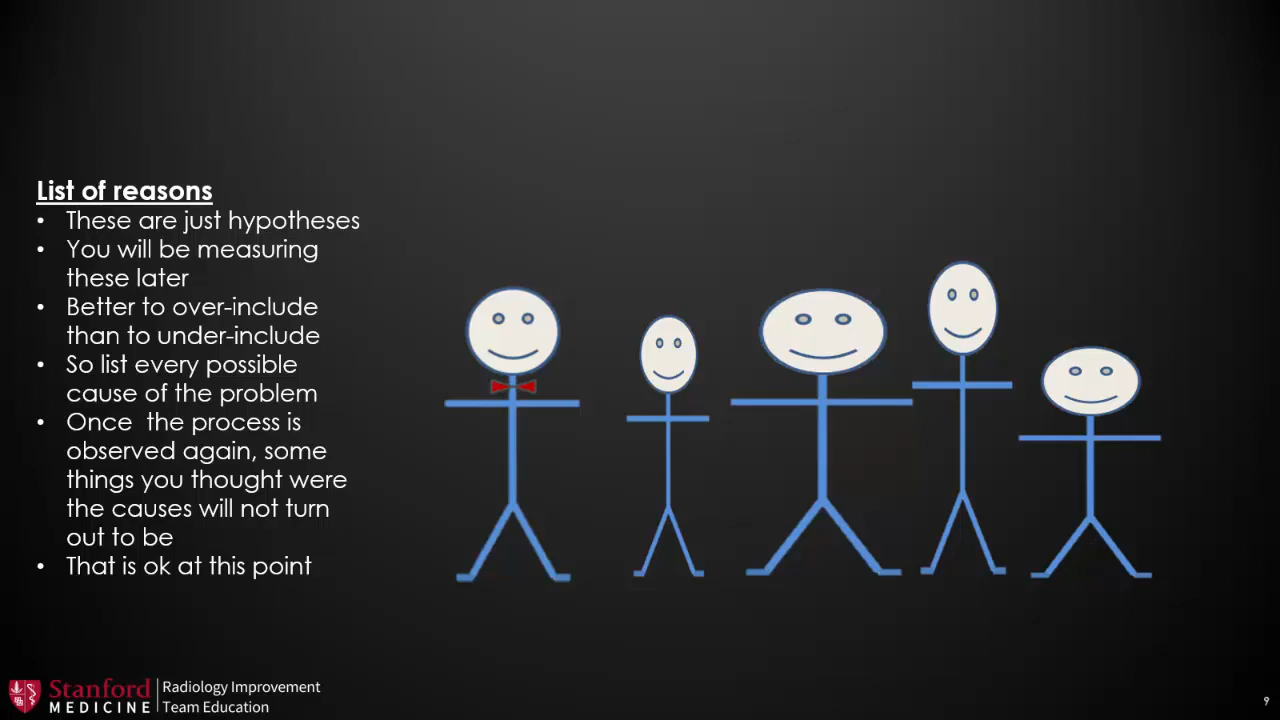 List of reasons
• These are just hypotheses
• You will be measuring
these later
• Better to over-include
than to under-include
• So list every possible
cause of the problem
• Once  the process is
observed again, some
things you thought were
the causes will not turn
out to be
• That is ok at this point
Stanford
MEDICINE
Radiology Improvement
Team Education
9